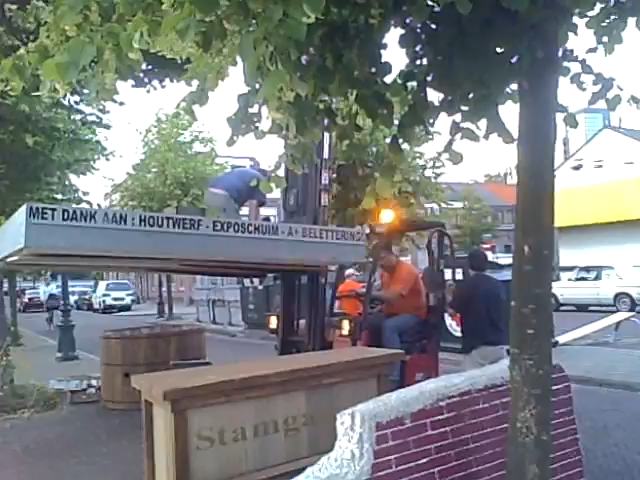 MET DANK AAN : HOUTWERF - EXPOSCHUIM - A+ BELETTERING
Stamga